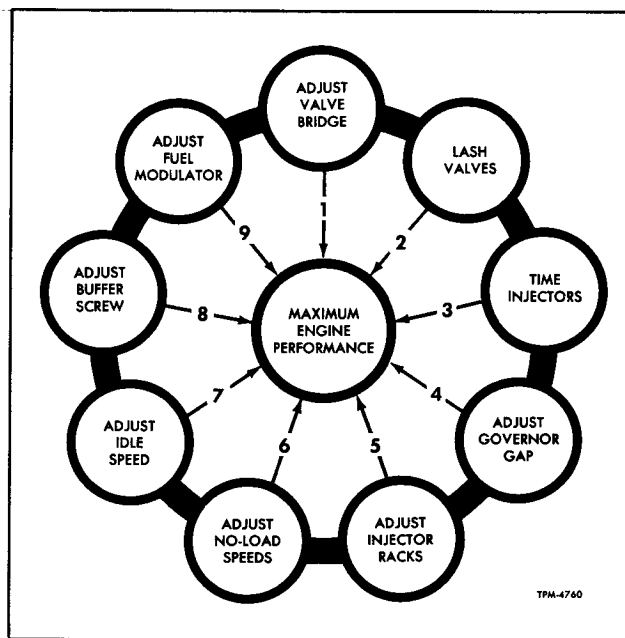 ADJUST
VALVE
BRIDGE
1
LASH
VALVES
2
TIME
INJECTORS
3
ADJUST
GOVERNOR
GAP
4
ADJUST
INJECTOR
RACKS
5
ADJUST
NO-LOAD
SPEEDS
6
ADJUST
IDLE
SPEED
7
ADJUST
BUFFER
SCREW
8
ADJUST
FUEL
MODULATOR
9
MAXIMUM
ENGINE
PERFORMANCE
TPM-4760